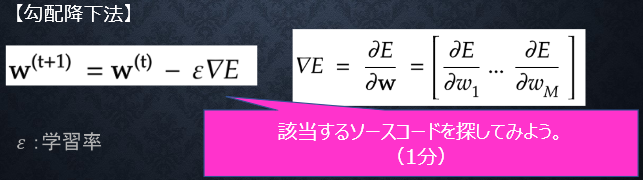 【勾配降下法】
w^(t+1) = w^(t) − ε∇E
∇E = ∂E/∂w = [∂E/∂w_1 … ∂E/∂w_M]
ε : 学習率
該当するソースコードを探してみよう。
（1分）